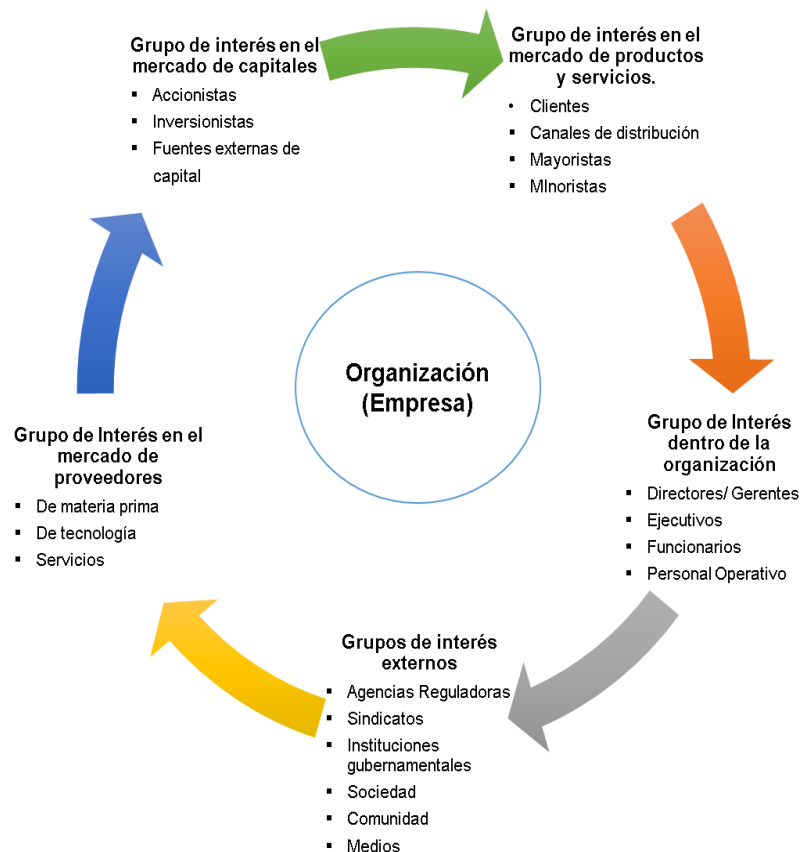 Grupo de interés en el
mercado de capitales
▪ Accionistas
▪ Inversionistas
▪ Fuentes externas de
capital
Grupo de interés en el
mercado de productos
y servicios.
• Clientes
▪ Canales de distribución
▪ Mayoristas
▪ MInoristas
Organización
(Empresa)
Grupo de Interés
dentro de la
organización
▪ Directores/ Gerentes
▪ Ejecutivos
▪ Funcionarios
▪ Personal Operativo
Grupos de interés
externos
▪ Agencias Reguladoras
▪ Sindicatos
▪ Instituciones
gubernamentales
▪ Sociedad
▪ Comunidad
▪ Medios
Grupo de Interés en el
mercado de
proveedores
▪ De materia prima
▪ De tecnología
▪ Servicios